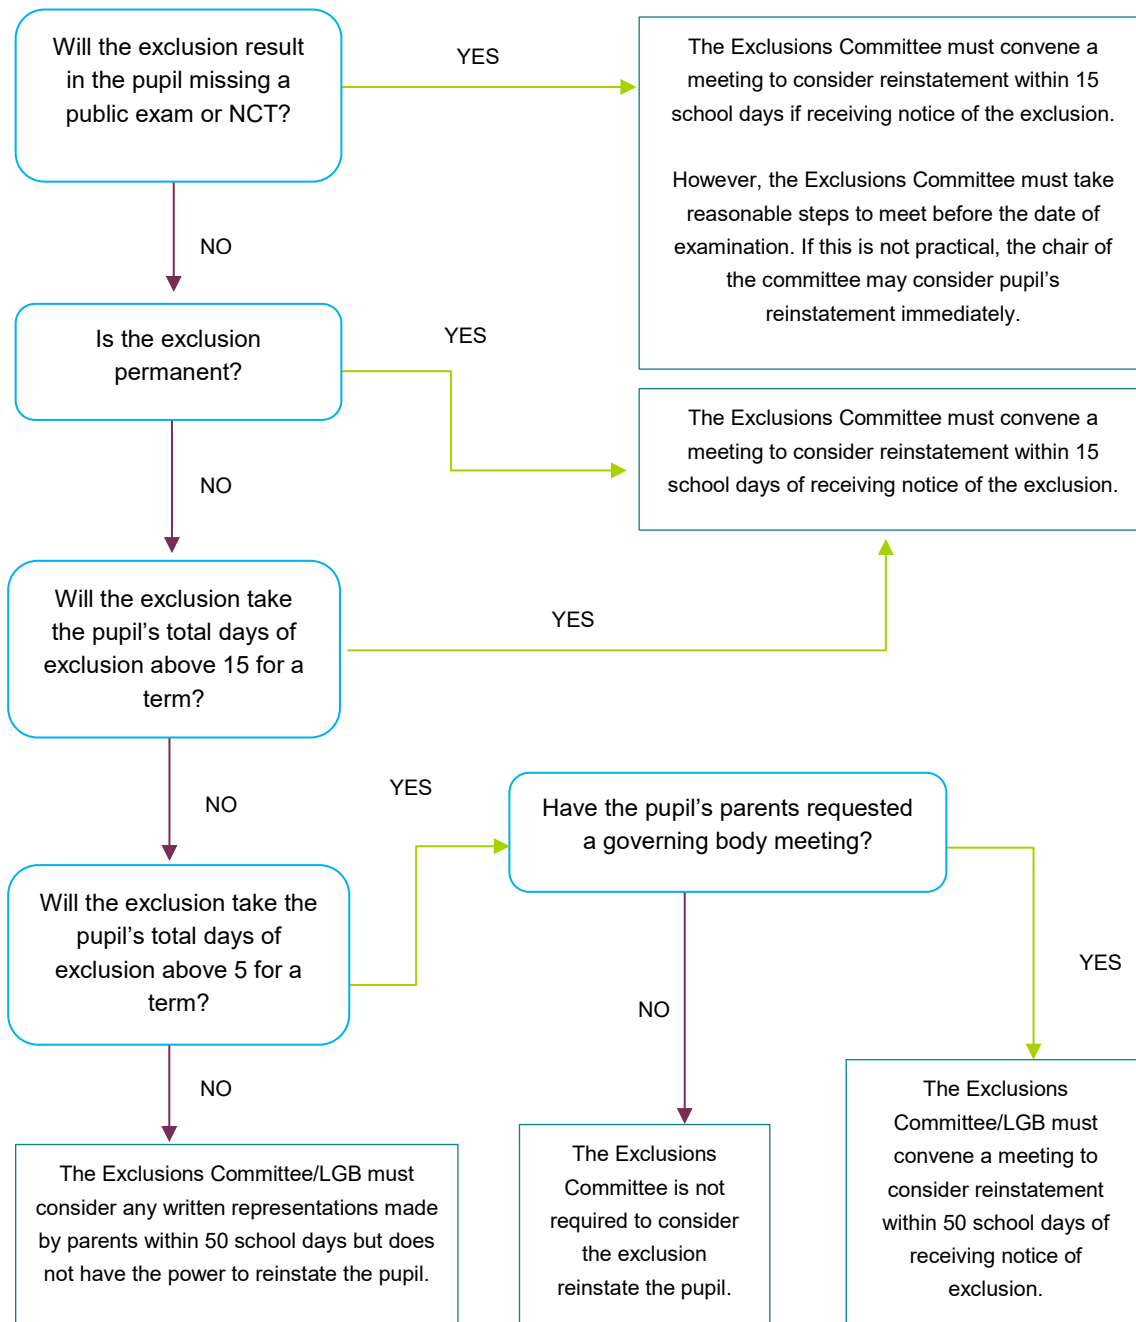 Will the exclusion result
in the pupil missing a
public exam or NCT?
YES
The Exclusions Committee must convene a
meeting to consider reinstatement within 15
school days if receiving notice of the exclusion.
However, the Exclusions Committee must take
reasonable steps to meet before the date of
examination. If this is not practical, the chair of
the committee may consider pupil’s
reinstatement immediately.
NO
Is the exclusion
permanent?
YES
The Exclusions Committee must convene a
meeting to consider reinstatement within 15
school days of receiving notice of the exclusion.
NO
Will the exclusion take
the pupil’s total days of
exclusion above 15 for a
term?
YES
NO
YES
Have the pupil’s parents requested
a governing body meeting?
Will the exclusion take the
pupil’s total days of
exclusion above 5 for a
term?
NO
YES
NO
The Exclusions Committee/LGB must
consider any written representations made
by parents within 50 school days but does
not have the power to reinstate the pupil.
The Exclusions
Committee is not
required to consider
the exclusion
reinstate the pupil.
The Exclusions
Committee/LGB must
convene a meeting to
consider reinstatement
within 50 school days of
receiving notice of
exclusion.